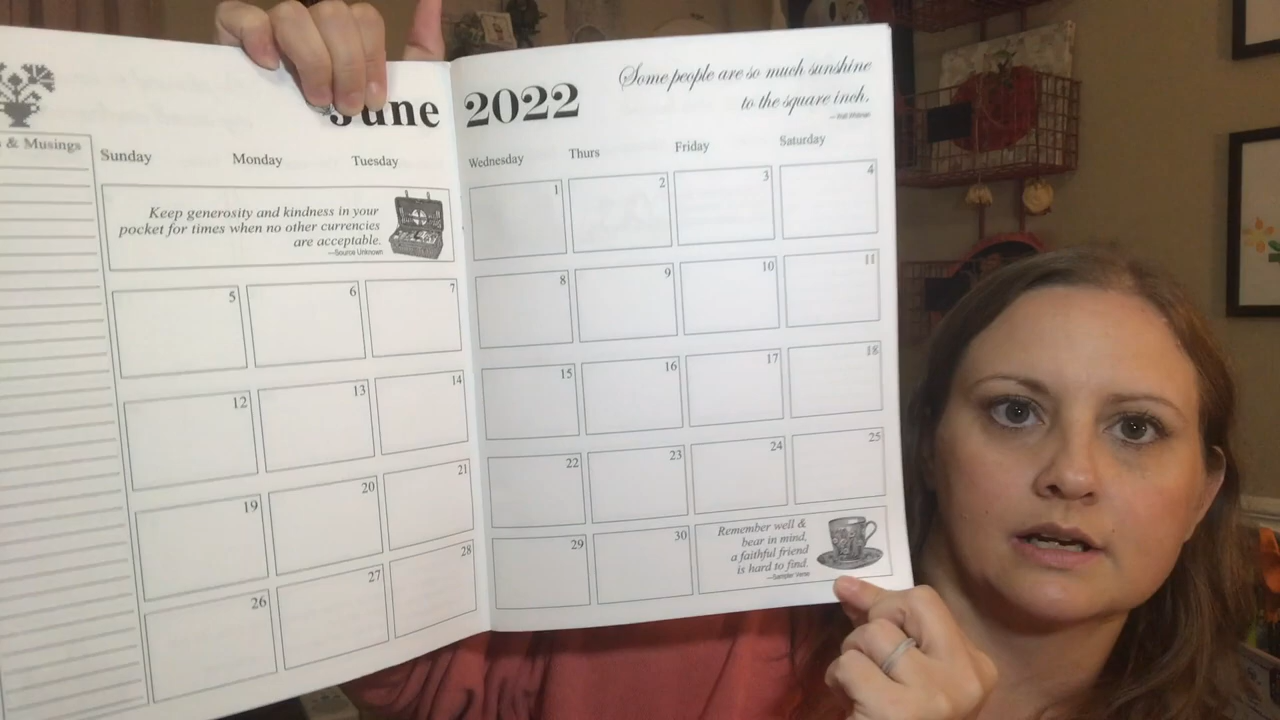 June 2022
Some people are so much sunshine
to the square inch.
— Walt Whitman
& Musings
Sunday Monday Tuesday Wednesday Thurs Friday Saturday
Keep generosity and kindness in your
pocket for times when no other currencies
are acceptable.
—Source Unknown
1 2 3 4
5 6 7 8 9 10 11
12 13 14 15 16 17 18
19 20 21 22 23 24 25
26 27 28 29 30
Remember well &
bear in mind,
a faithful friend
is hard to find.
—Sampler Verse